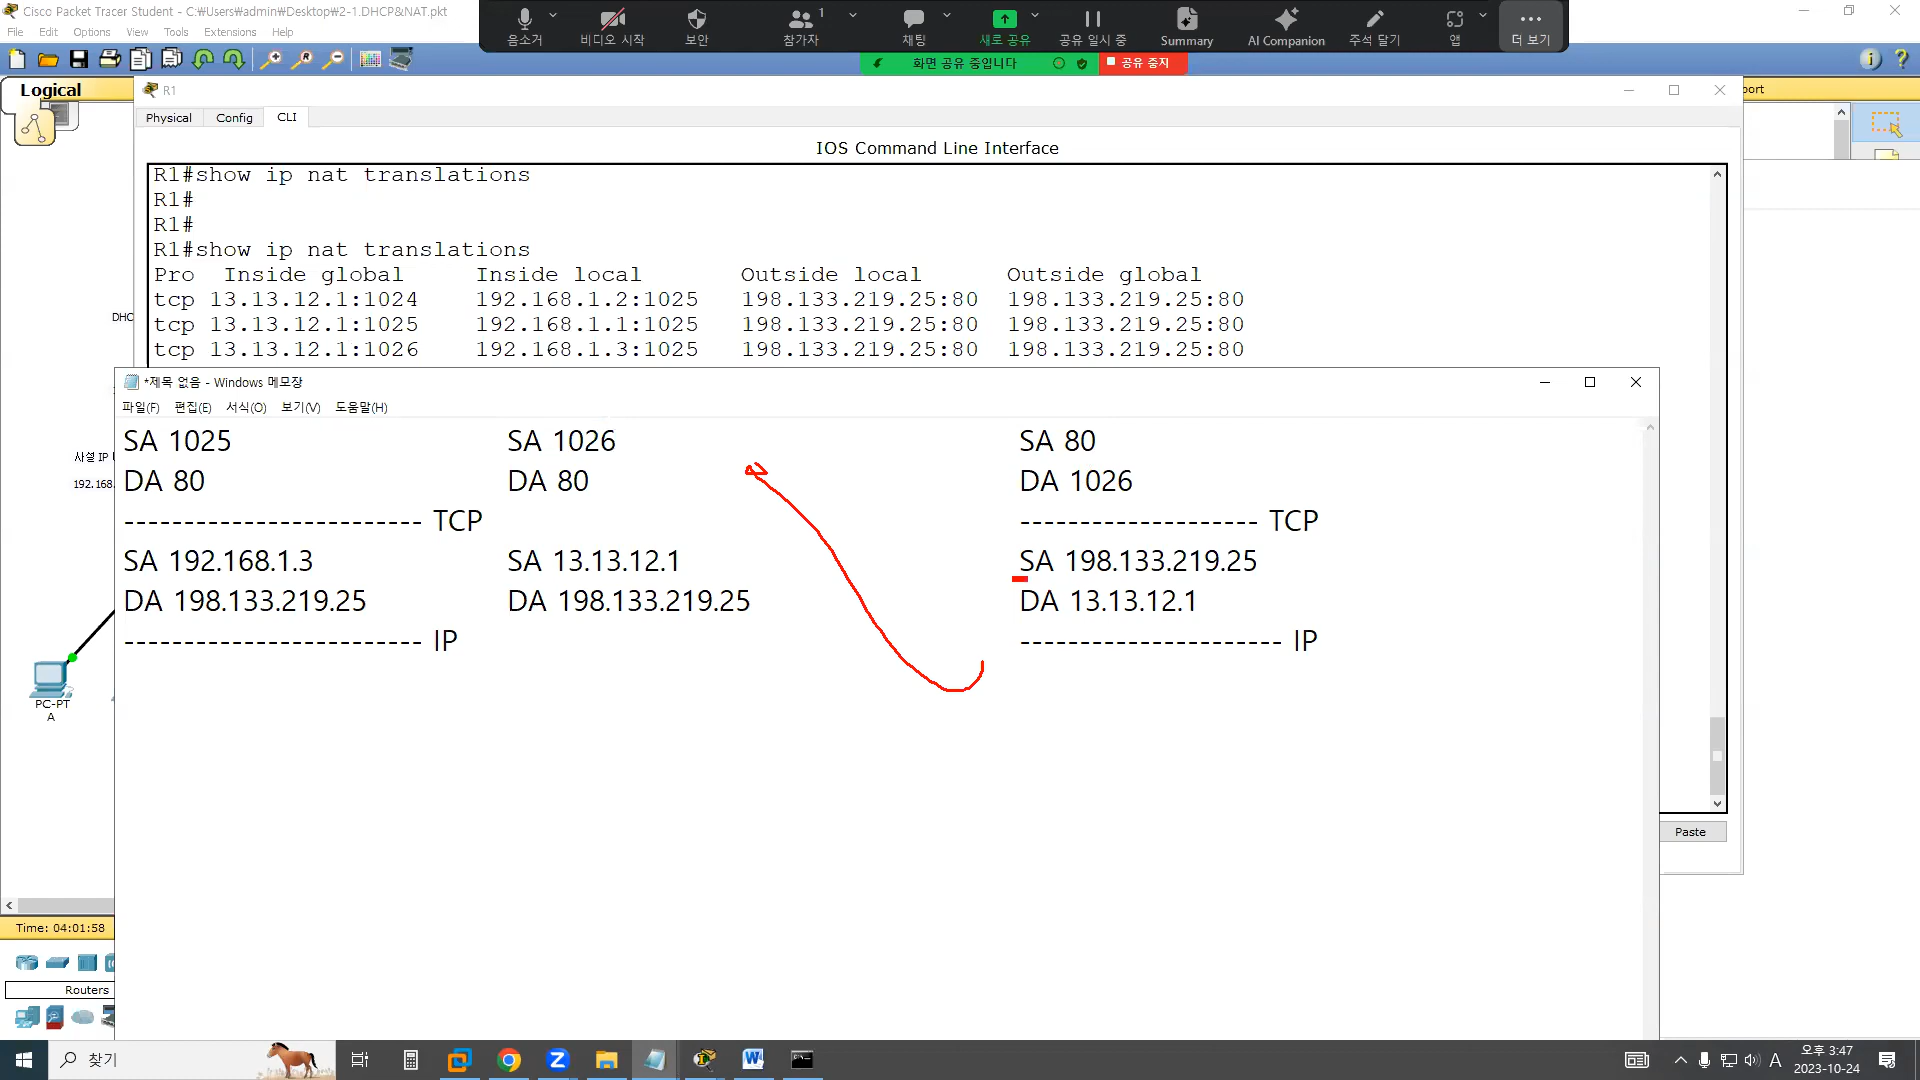 Cisco Packet Tracer Student - C:\Users\admin\Desktop\2-1.DHCP&NAT.pkt
File Edit Options View Tools Extensions Help
음소거 비디오 시작 보안 참가자 1 채팅 새로 공유 공유 일시 중 Summary AI Companion 주석 달기 앱 더 보기
화면 공유 중입니다 공유 중지
Logical
R1
Physical Config CLI
IOS Command Line Interface
R1#show ip nat translations
R1#
R1#
R1#show ip nat translations
Pro Inside global Inside local Outside local Outside global
tcp 13.13.12.1:1024 192.168.1.2:1025 198.133.219.25:80 198.133.219.25:80
tcp 13.13.12.1:1025 192.168.1.1:1025 198.133.219.25:80 198.133.219.25:80
tcp 13.13.12.1:1026 192.168.1.3:1025 198.133.219.25:80 198.133.219.25:80
DHC
사설 IP
192.168.
*제목 없음 - Windows 메모장
파일(F) 편집(E) 서식(O) 보기(V) 도움말(H)
SA 1025 SA 1026 SA 80
DA 80 DA 80 DA 1026
------------------------- TCP -------------------- TCP
SA 192.168.1.3 SA 13.13.12.1 SA 198.133.219.25
DA 198.133.219.25 DA 198.133.219.25 DA 13.13.12.1
------------------------- IP ---------------------- IP
PC-PT
A
Paste
Time: 04:01:58
Routers
찾기
A
오후 3:47
2023-10-24